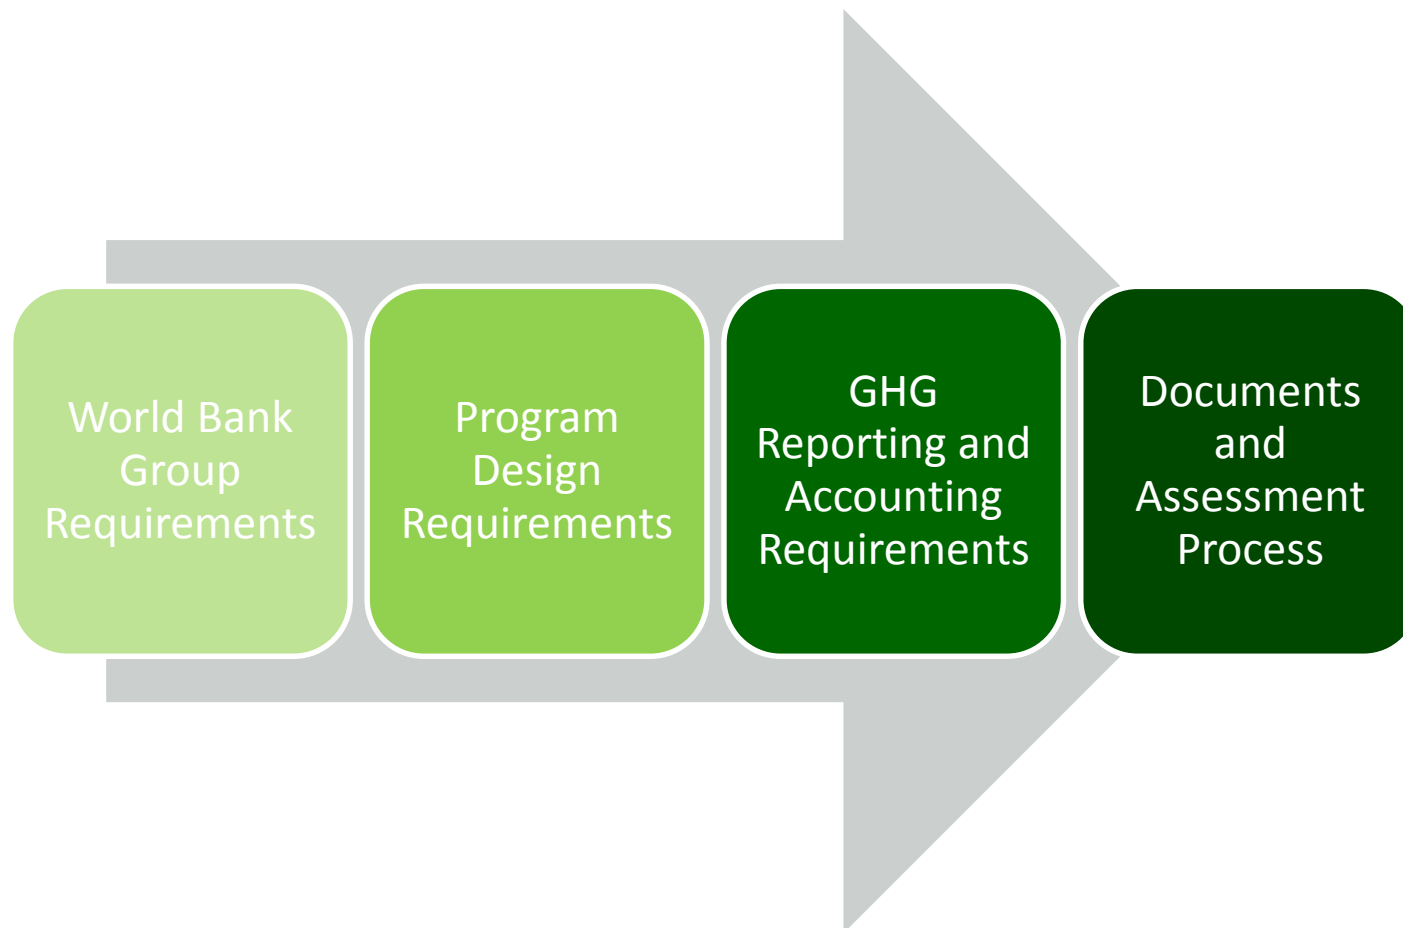 World Bank
Group
Requirements
Program
Design
Requirements
GHG
Reporting and
Accounting
Requirements
Documents
and
Assessment
Process